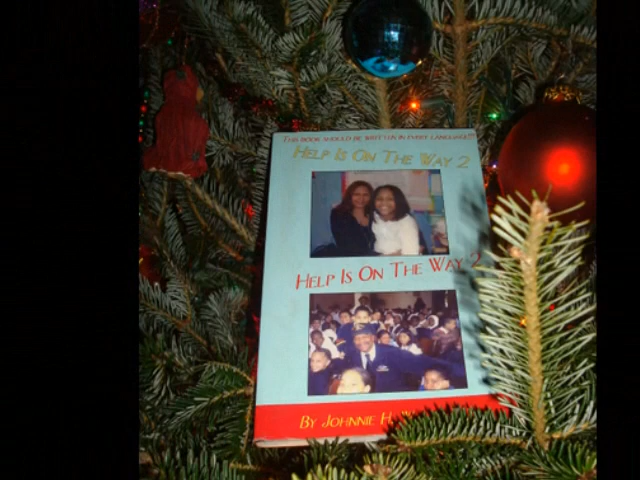 THIS BOOK SHOULD BE WRITTEN IN EVERY LANGUAGE!!!
HELP IS ON THE WAY 2
HELP IS ON THE WAY 2
BY JOHNNIE H.